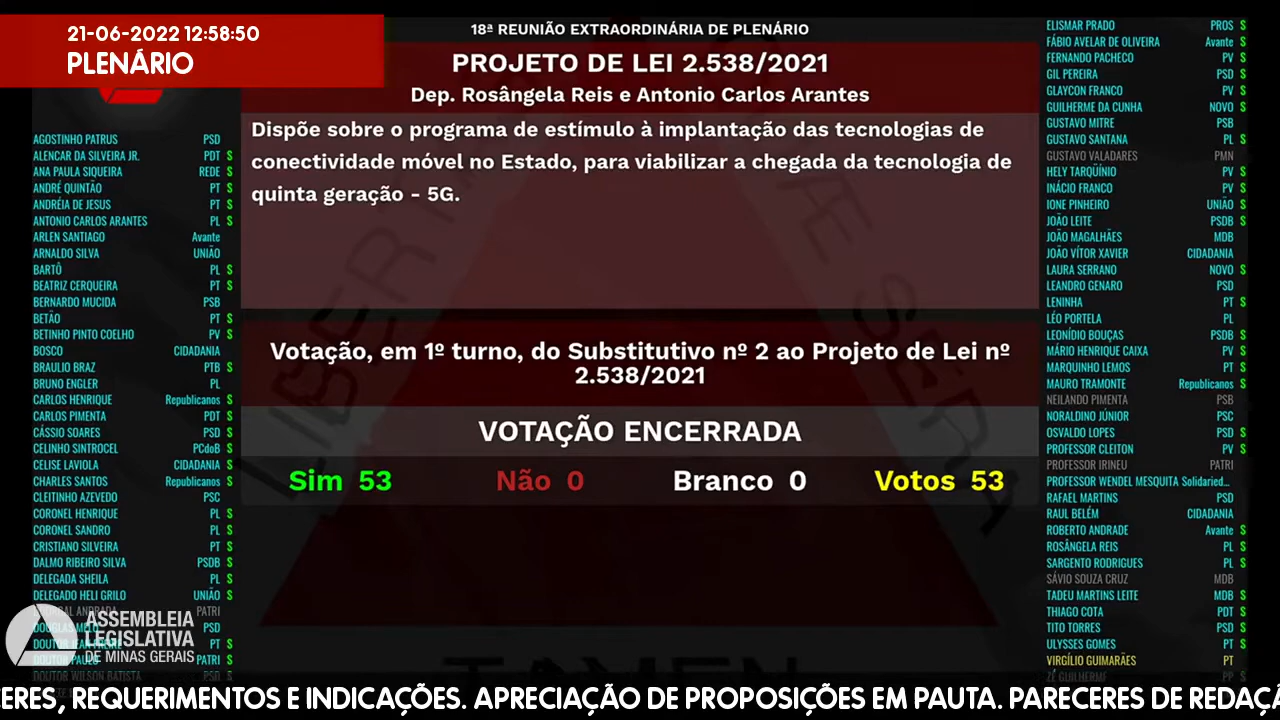 21-06-2022 12:58:50
PLENÁRIO
18ª REUNIÃO EXTRAORDINÁRIA DE PLENÁRIO
PROJETO DE LEI 2.538/2021
Dep. Rosângela Reis e Antonio Carlos Arantes
Dispõe sobre o programa de estímulo à implantação das tecnologias de
conectividade móvel no Estado, para viabilizar a chegada da tecnologia de
quinta geração - 5G.
Votação, em 1º turno, do Substitutivo nº 2 ao Projeto de Lei nº
2.538/2021
VOTAÇÃO ENCERRADA
Sim 53 Não 0 Branco 0 Votos 53
AGOSTINHO PATRUS PSD
ALENCAR DA SILVEIRA JR. PDT S
ANA PAULA SIQUEIRA REDE S
ANDRÉ QUINTÃO PT S
ANDRÉIA DE JESUS PT S
ANTONIO CARLOS ARANTES PL S
ARLEN SANTIAGO Avante
ARNALDO SILVA UNIÃO
BARTÔ PL S
BEATRIZ CERQUEIRA PT S
BERNARDO MUCIDA PSB
BETÃO PT S
BETINHO PINTO COELHO PV S
BOSCO CIDADANIA
BRAULIO BRAZ PTB S
BRUNO ENGLER PL
CARLOS HENRIQUE Republicanos S
CARLOS PIMENTA PDT S
CÁSSIO SOARES PSD S
CELINHO SINTROCEL PCdoB S
CELISE LAVIOLA CIDADANIA S
CHARLES SANTOS Republicanos S
CLEITINHO AZEVEDO PSC
CORONEL HENRIQUE PL S
CORONEL SANDRO PL S
CRISTIANO SILVEIRA PT S
DALMO RIBEIRO SILVA PSDB S
DELEGADA SHEILA PL S
DELEGADO HELI GRILO UNIÃO S
ANDRADA PATRI
DOUGLAS MELO PSD
DOUTOR JEAN FREIRE PT S
DOUTOR PAULO PATRI S
DOUTOR WILSON BATISTA PSD
ELISMAR PRADO PROS S
FÁBIO AVELAR DE OLIVEIRA Avante S
FERNANDO PACHECO PV S
GIL PEREIRA PSD S
GLAYCON FRANCO PV S
GUILHERME DA CUNHA NOVO S
GUSTAVO MITRE PSB
GUSTAVO SANTANA PL S
GUSTAVO VALADARES PMN
HELY TARQÜÍNIO PV S
INÁCIO FRANCO PV S
IONE PINHEIRO UNIÃO S
JOÃO LEITE PSDB S
JOÃO MAGALHÃES MDB
JOÃO VÍTOR XAVIER CIDADANIA
LAURA SERRANO NOVO S
LEANDRO GENARO PSD
LENINHA PT S
LÉO PORTELA PL
LEONÍDIO BOUÇAS PSDB S
MÁRIO HENRIQUE CAIXA PV S
MARQUINHO LEMOS PT S
MAURO TRAMONTE Republicanos S
NEILANDO PIMENTA PSB
NORALDINO JÚNIOR PSC
OSVALDO LOPES PSD S
PROFESSOR CLEITON PV S
PROFESSOR IRINEU PATRI
PROFESSOR WENDEL MESQUITA Solidaried...
RAFAEL MARTINS PSD
RAUL BELÉM CIDADANIA
ROBERTO ANDRADE Avante S
ROSÂNGELA REIS PL S
SARGENTO RODRIGUES PL S
SÁVIO SOUZA CRUZ MDB
TADEU MARTINS LEITE MDB S
THIAGO COTA PDT S
TITO TORRES PSD S
ULYSSES GOMES PT S
VIRGÍLIO GUIMARÃES PT
ZÉ GUILHERME PP
ASSEMBLEIA
LEGISLATIVA
DE MINAS GERAIS
CERES, REQUERIMENTOS E INDICAÇÕES. APRECIAÇÃO DE PROPOSIÇÕES EM PAUTA. PARECERES DE REDAÇÃ